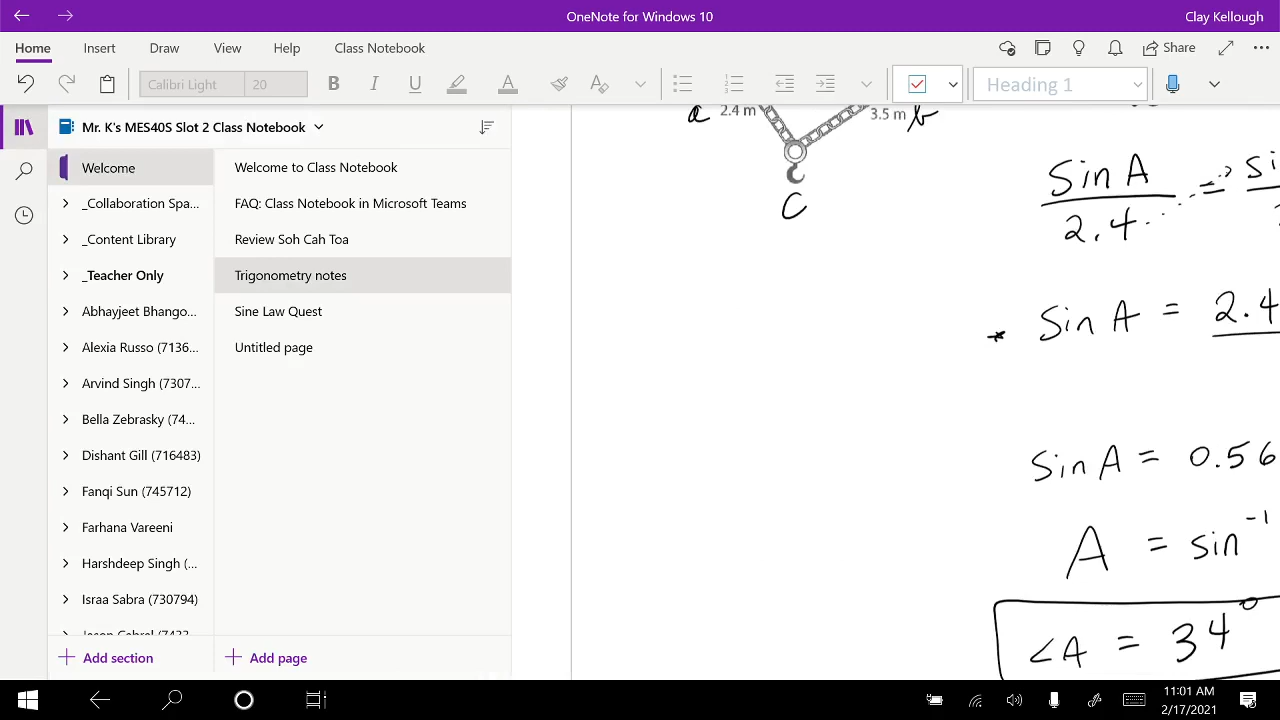 OneNote for Windows 10
Clay Kellough
Home Insert Draw View Help Class Notebook
Share
Calibri Light 20 B I U A Heading 1
Mr. K's MES40S Slot 2 Class Notebook
Welcome
_Collaboration Spa...
_Content Library
_Teacher Only
Abhayjeet Bhango...
Alexia Russo (7136...
Arvind Singh (7307...
Bella Zebrasky (74...
Dishant Gill (716483)
Fanqi Sun (745712)
Farhana Vareeni
Harshdeep Singh (...
Israa Sabra (730794)
Add section
Welcome to Class Notebook
FAQ: Class Notebook in Microsoft Teams
Review Soh Cah Toa
Trigonometry notes
Sine Law Quest
Untitled page
Add page
a 2.4 m 3.5 m b
C
Sin A = si
2.4
* Sin A = 2.4
Sin A = 0.56
A = sin⁻¹
∠A = 34°
11:01 AM
2/17/2021